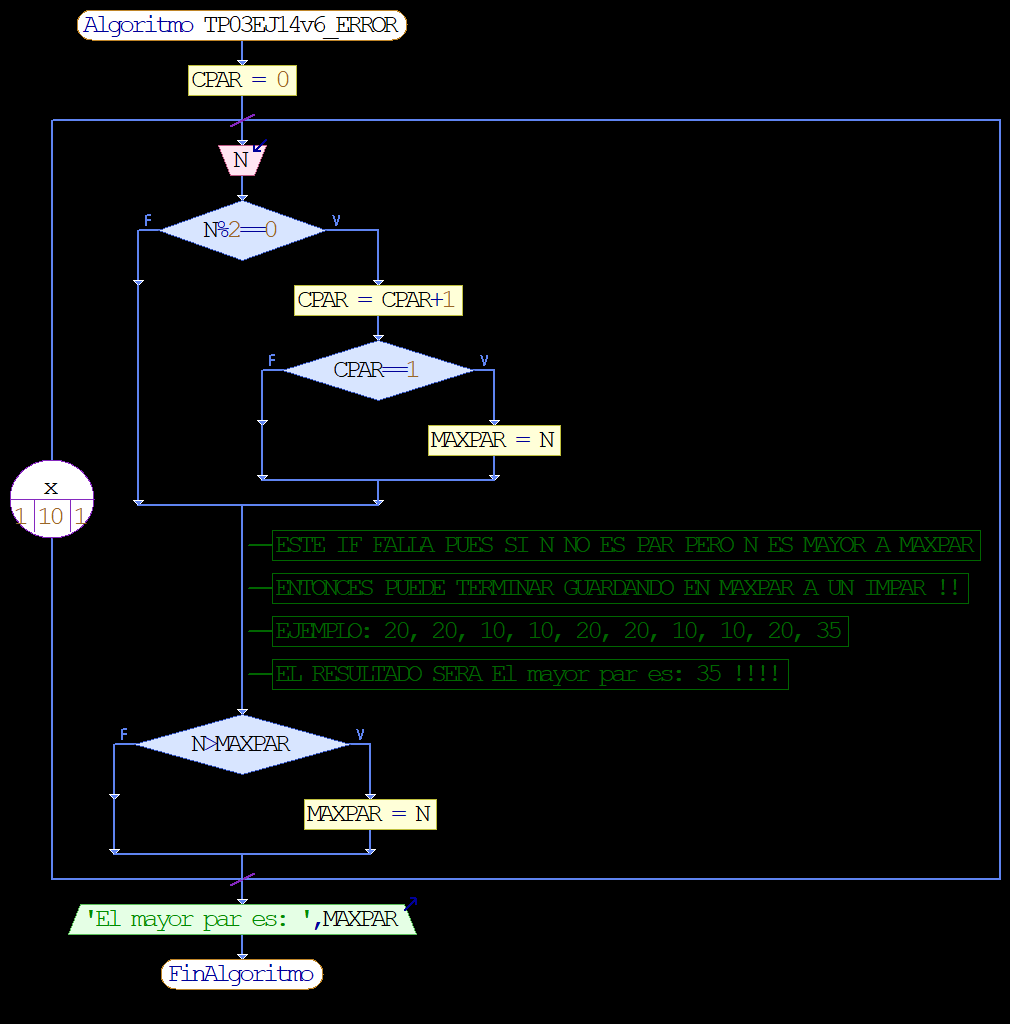 Algoritmo TP03EJ14v6_ERROR
CPAR = 0
N
F
V
N%2==0
CPAR = CPAR+1
F
V
CPAR==1
MAXPAR = N
x
1 10 1
ESTE IF FALLA PUES SI N NO ES PAR PERO N ES MAYOR A MAXPAR
ENTONCES PUEDE TERMINAR GUARDANDO EN MAXPAR A UN IMPAR !!
EJEMPLO: 20, 20, 10, 10, 20, 20, 10, 10, 20, 35
EL RESULTADO SERA El mayor par es: 35 !!!!
F
V
N>MAXPAR
MAXPAR = N
'El mayor par es: ',MAXPAR
FinAlgoritmo